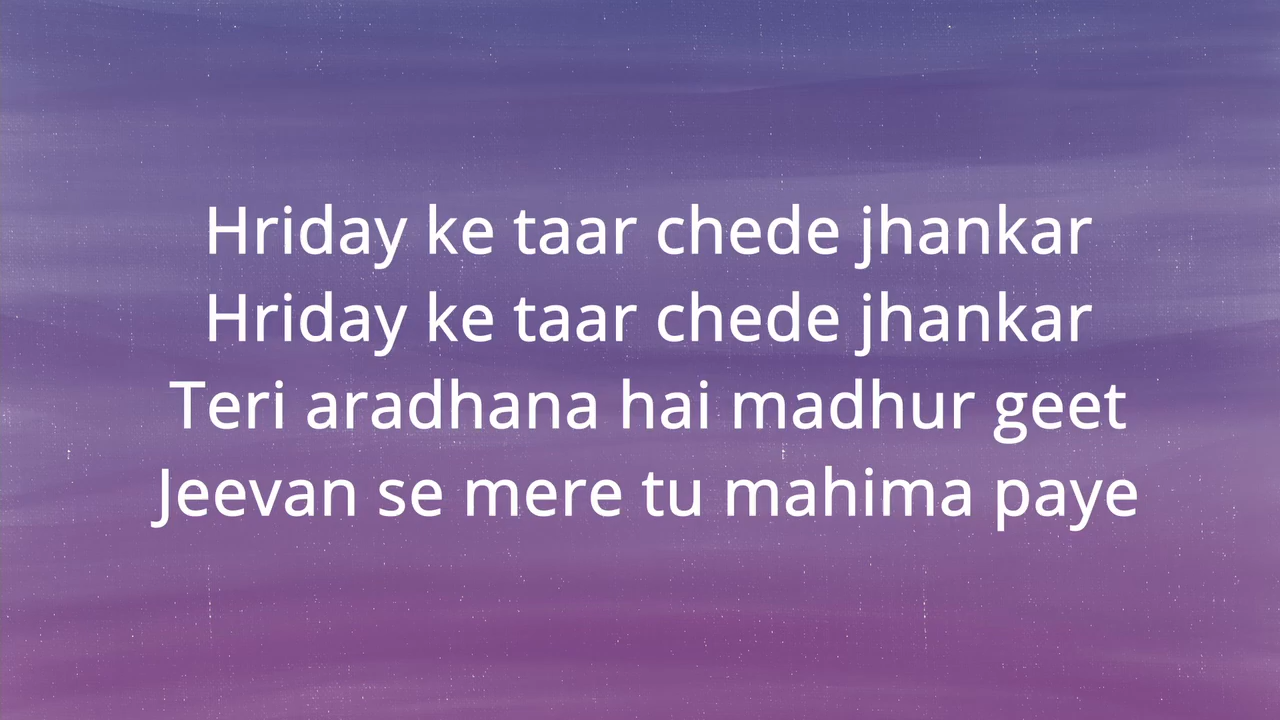 Hriday ke taar chede jhankar
Hriday ke taar chede jhankar
Teri aradhana hai madhur geet
Jeevan se mere tu mahima paye